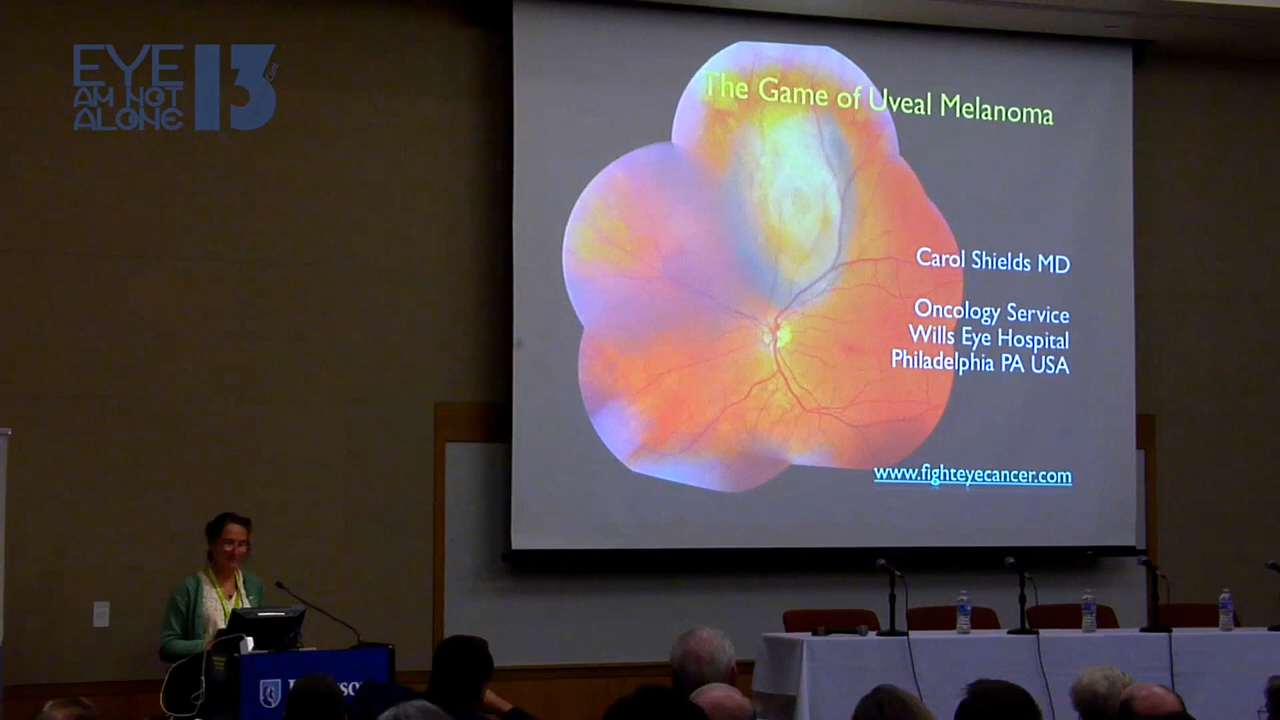 EYE
AM NOT
ALONE
13
Cure
The Game of Uveal Melanoma
Carol Shields MD
Oncology Service
Wills Eye Hospital
Philadelphia PA USA
www.fighteyecancer.com